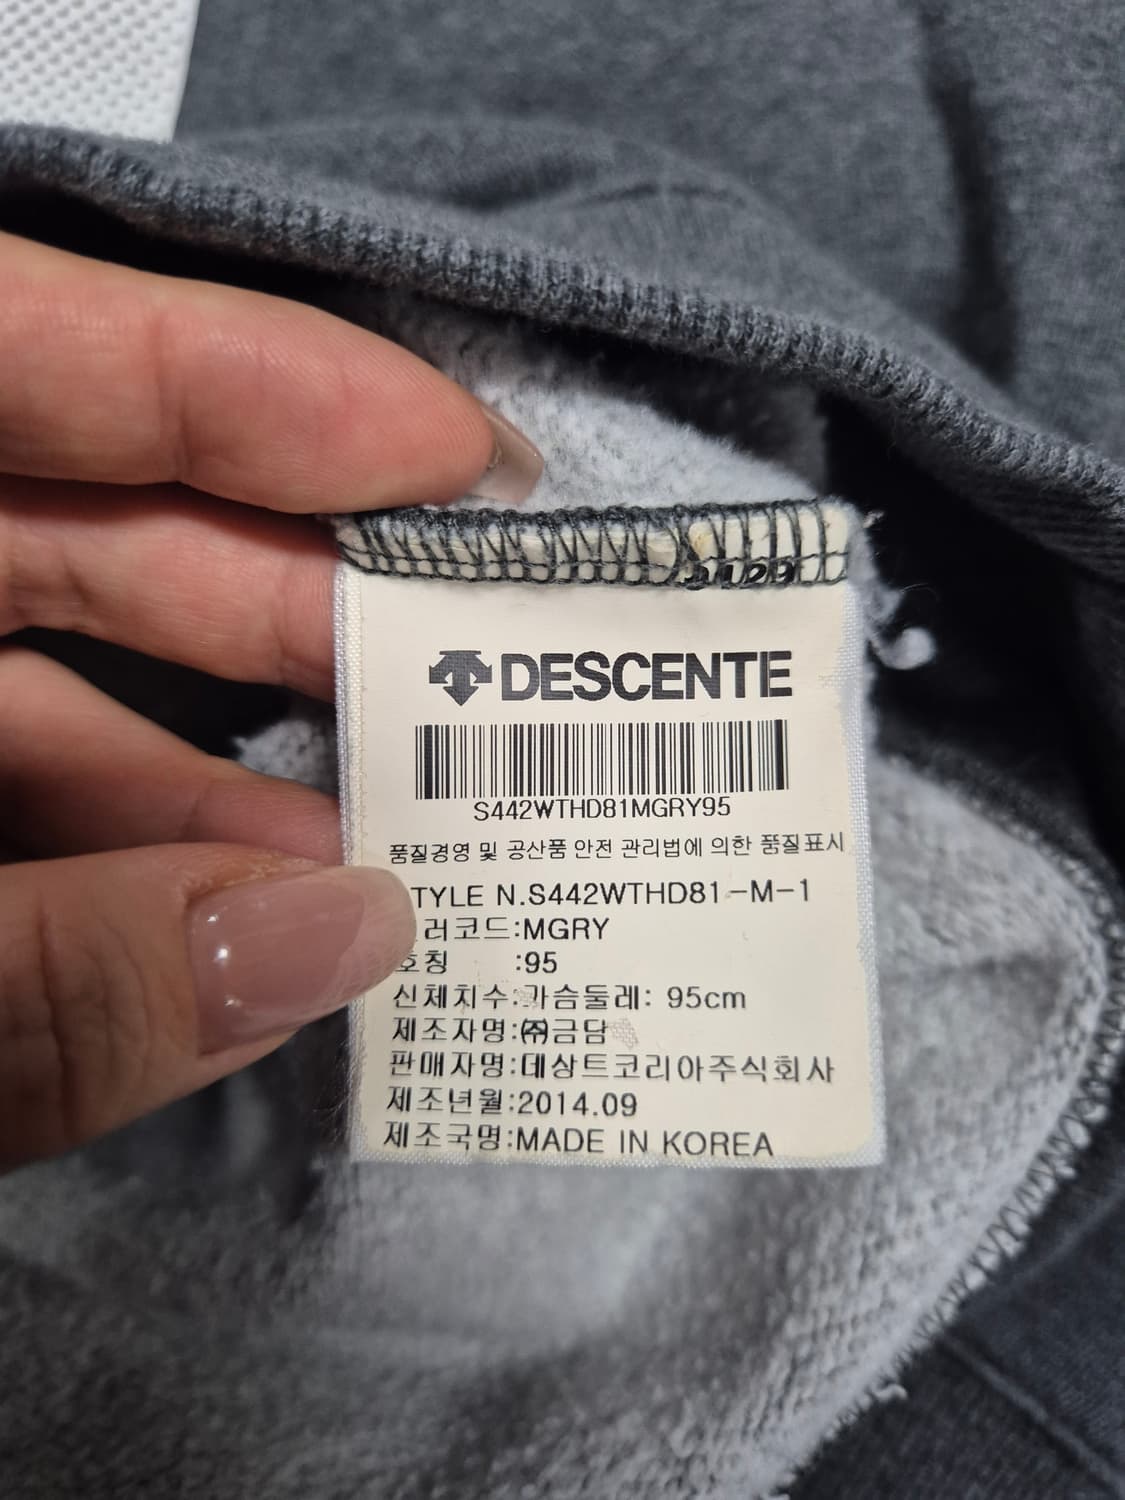 DESCENTE
S442WTHD81MGRY95
품질경영 및 공산품 안전 관리법에 의한 품질표시
TYLE N.S442WTHD81-M-1
러코드:MGRY
호칭 :95
신체치수:가슴둘레: 95cm
제조자명:㈜금담
판매자명:데상트코리아주식회사
제조년월:2014.09
제조국명:MADE IN KOREA